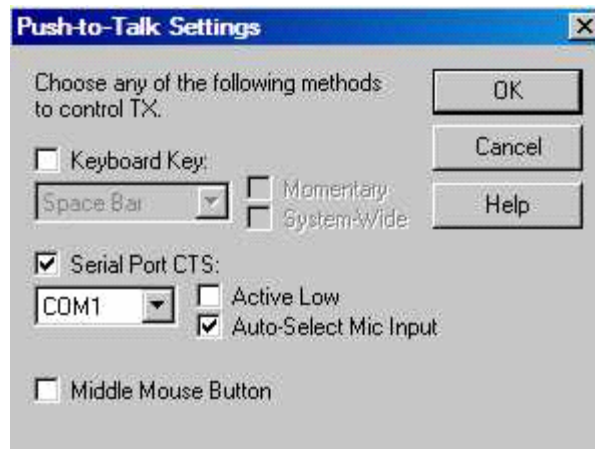 Push-to-Talk Settings
Choose any of the following methods
to control TX.
OK
Cancel
Help
Keyboard Key:
Space Bar
Momentary
System-Wide
Serial Port CTS:
COM1
Active Low
Auto-Select Mic Input
Middle Mouse Button